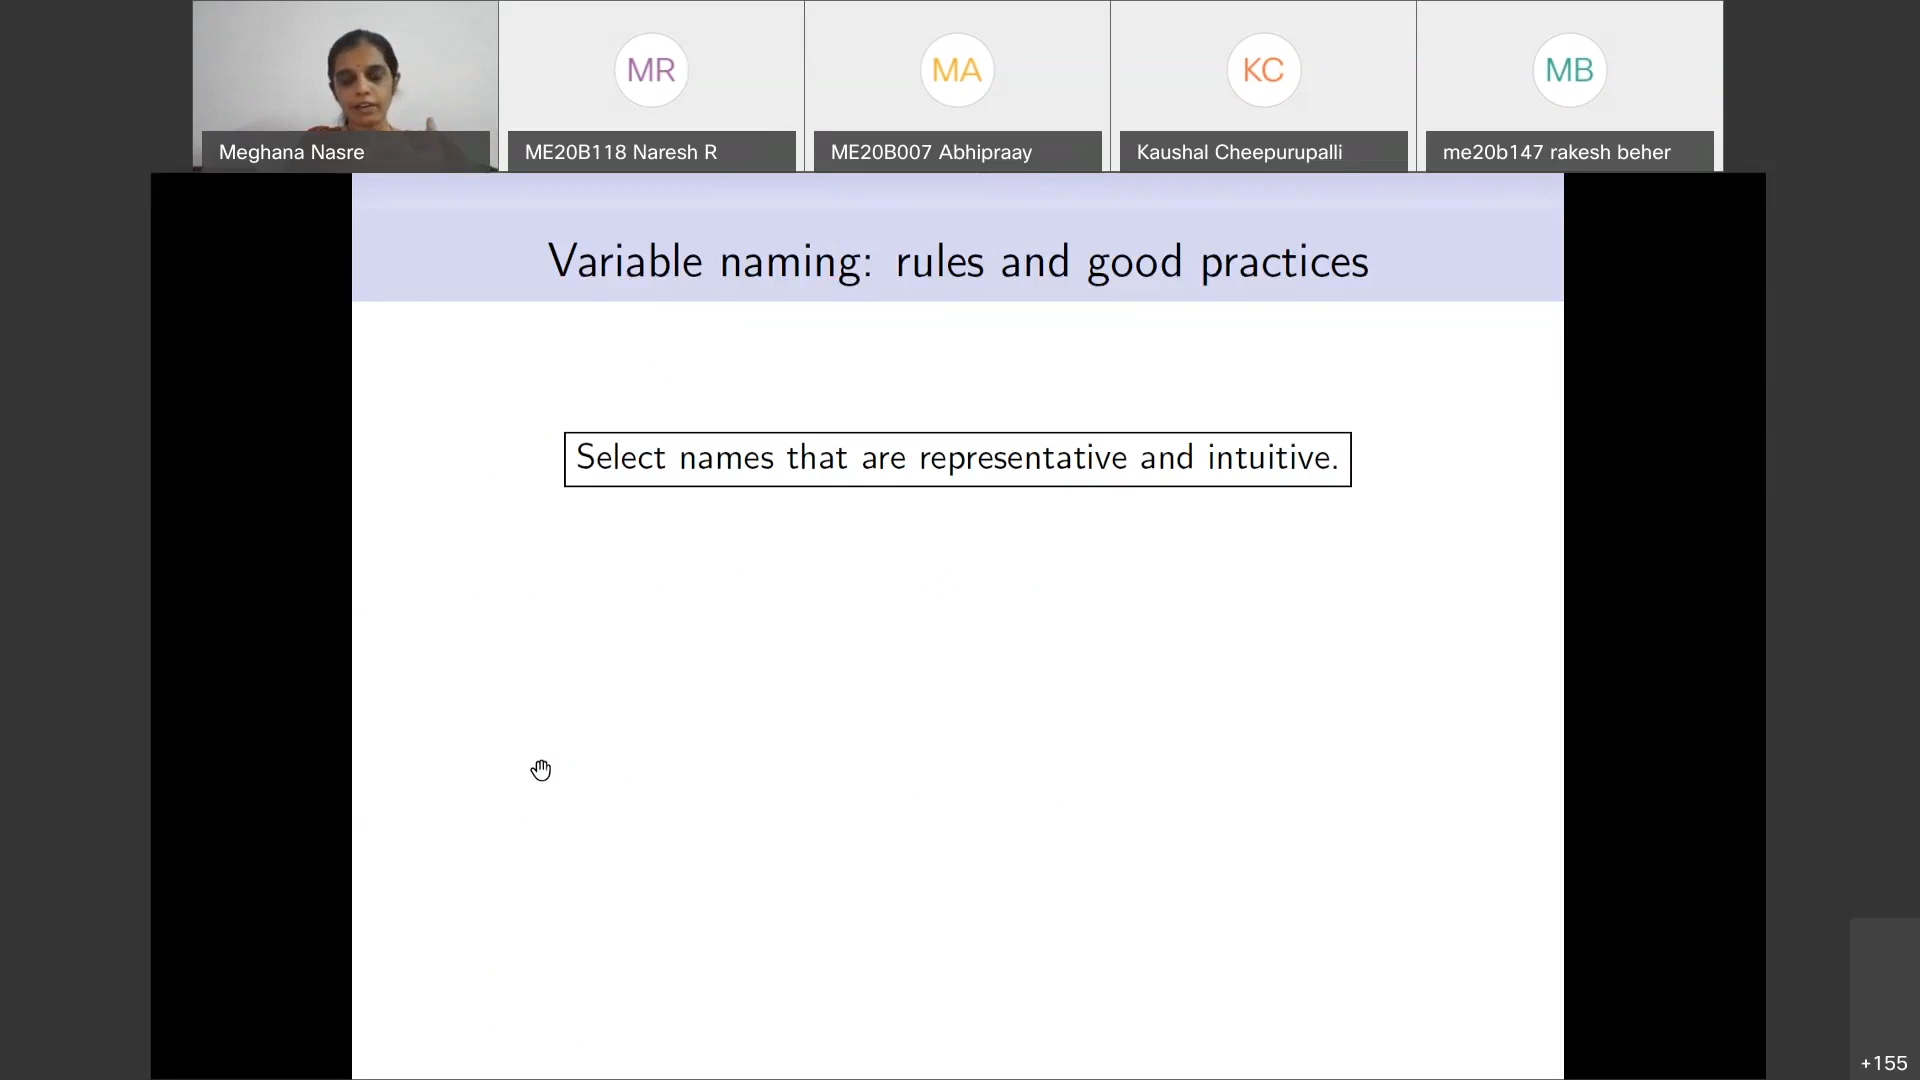 MR
MA
KC
MB
Meghana Nasre
ME20B118 Naresh R
ME20B007 Abhipraay
Kaushal Cheepurupalli
me20b147 rakesh beher
Variable naming: rules and good practices
Select names that are representative and intuitive.
+155